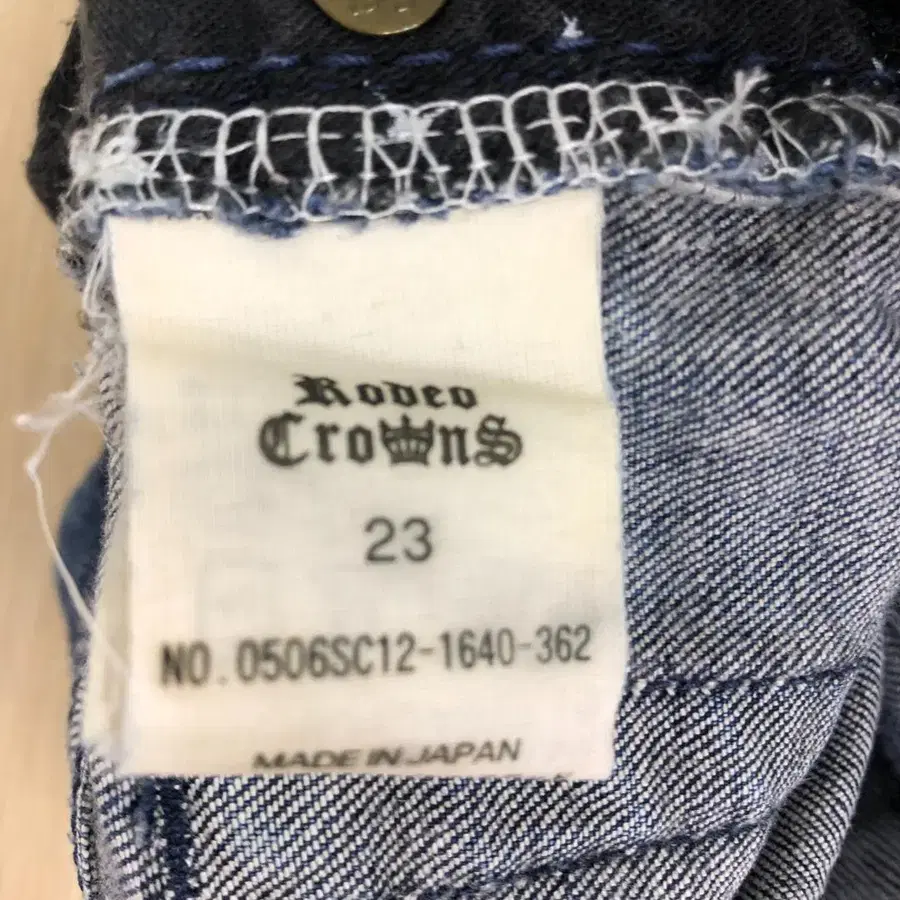 Rodeo
Crowns
23
NO. 0506SC12-1640-362
MADE IN JAPAN